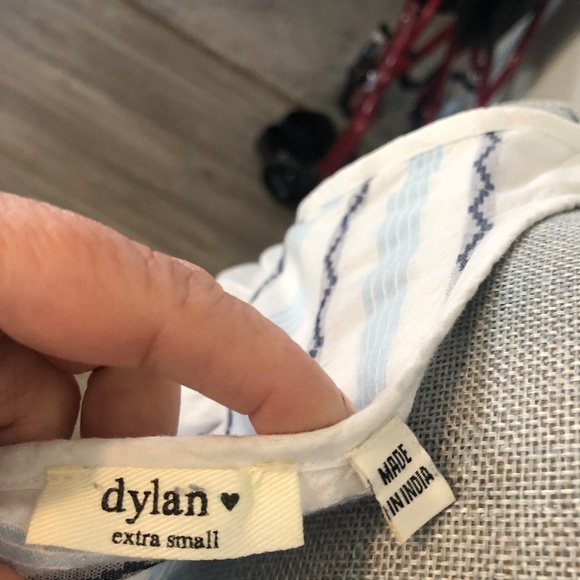 dylan ♥
extra small
MADE
IN INDIA